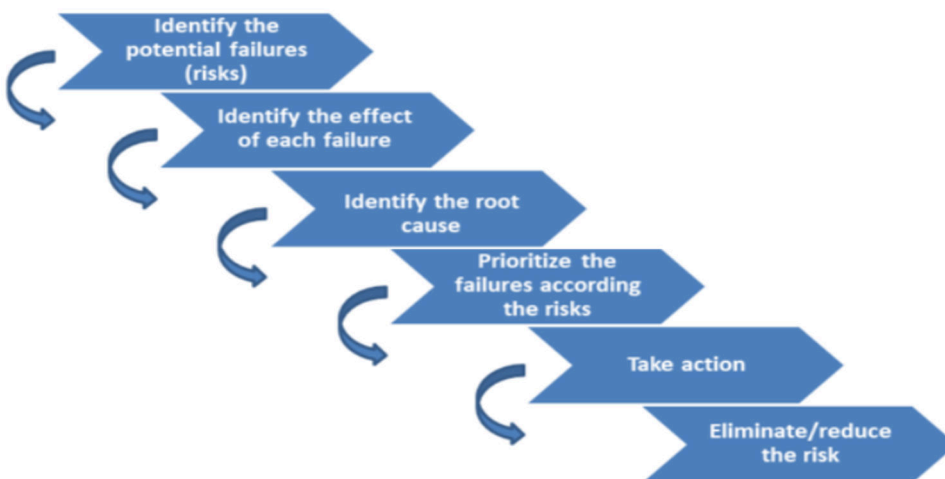 Identify the
potential failures
(risks)
Identify the effect
of each failure
Identify the root
cause
Prioritize the
failures according
the risks
Take action
Eliminate/reduce
the risk